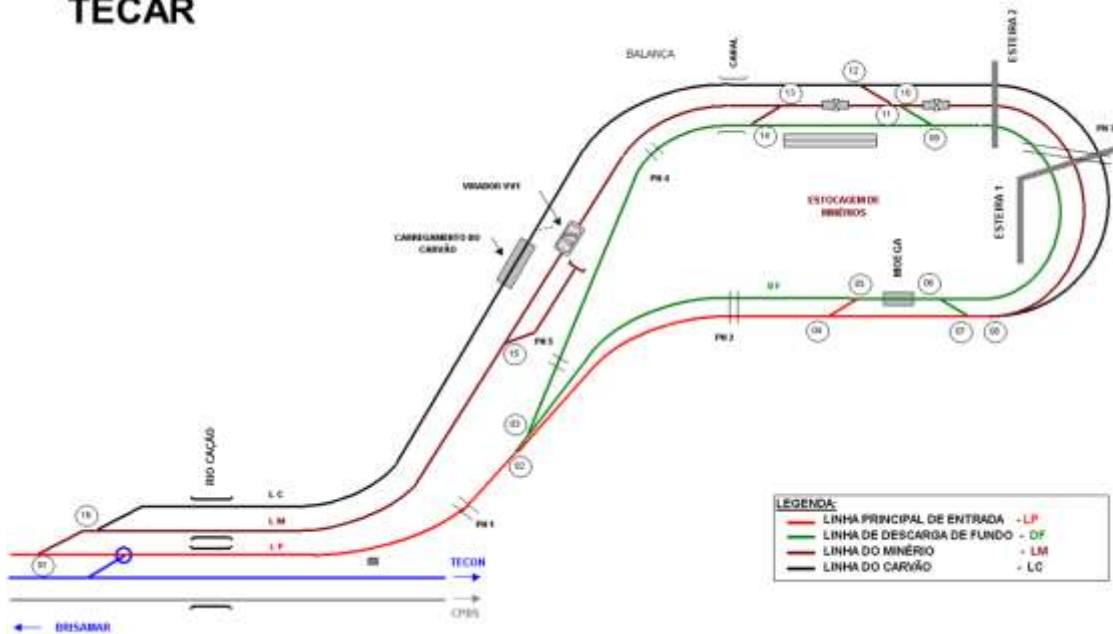 TECAR
BALANCA
CANAL
ESTEIRA 2
12
13
10
11
14
09
PN 4
VIRADOR VV1
CARREGAMENTO DO
CARVÃO
ESTOCAGEM DE
MINÉRIOS
ESTEIRA 1
MOEGA
DF
05
06
04
07
08
PN 2
PN 5
15
03
02
RIO CAÇÃO
L C
L M
L P
16
01
PN 1
TECON
CPBS
BRISAMAR
LEGENDA:
LINHA PRINCIPAL DE ENTRADA - LP
LINHA DE DESCARGA DE FUNDO - DF
LINHA DO MINÉRIO - LM
LINHA DO CARVÃO - LC